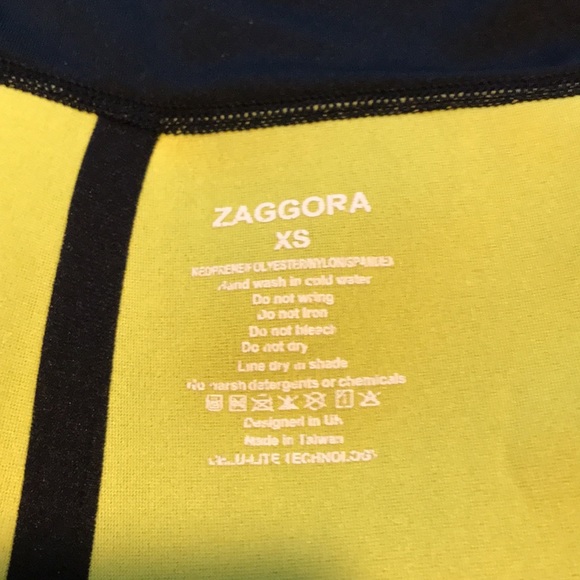 ZAGGORA
XS
NEOPRENE/POLYESTER/NYLON/SPANDEX
Hand wash in cold water
Do not wring
Do not Iron
Do not bleach
Do not dry
Line dry in shade
No harsh detergents or chemicals
Designed in UK
Made in Taiwan
TECHNOLOGY